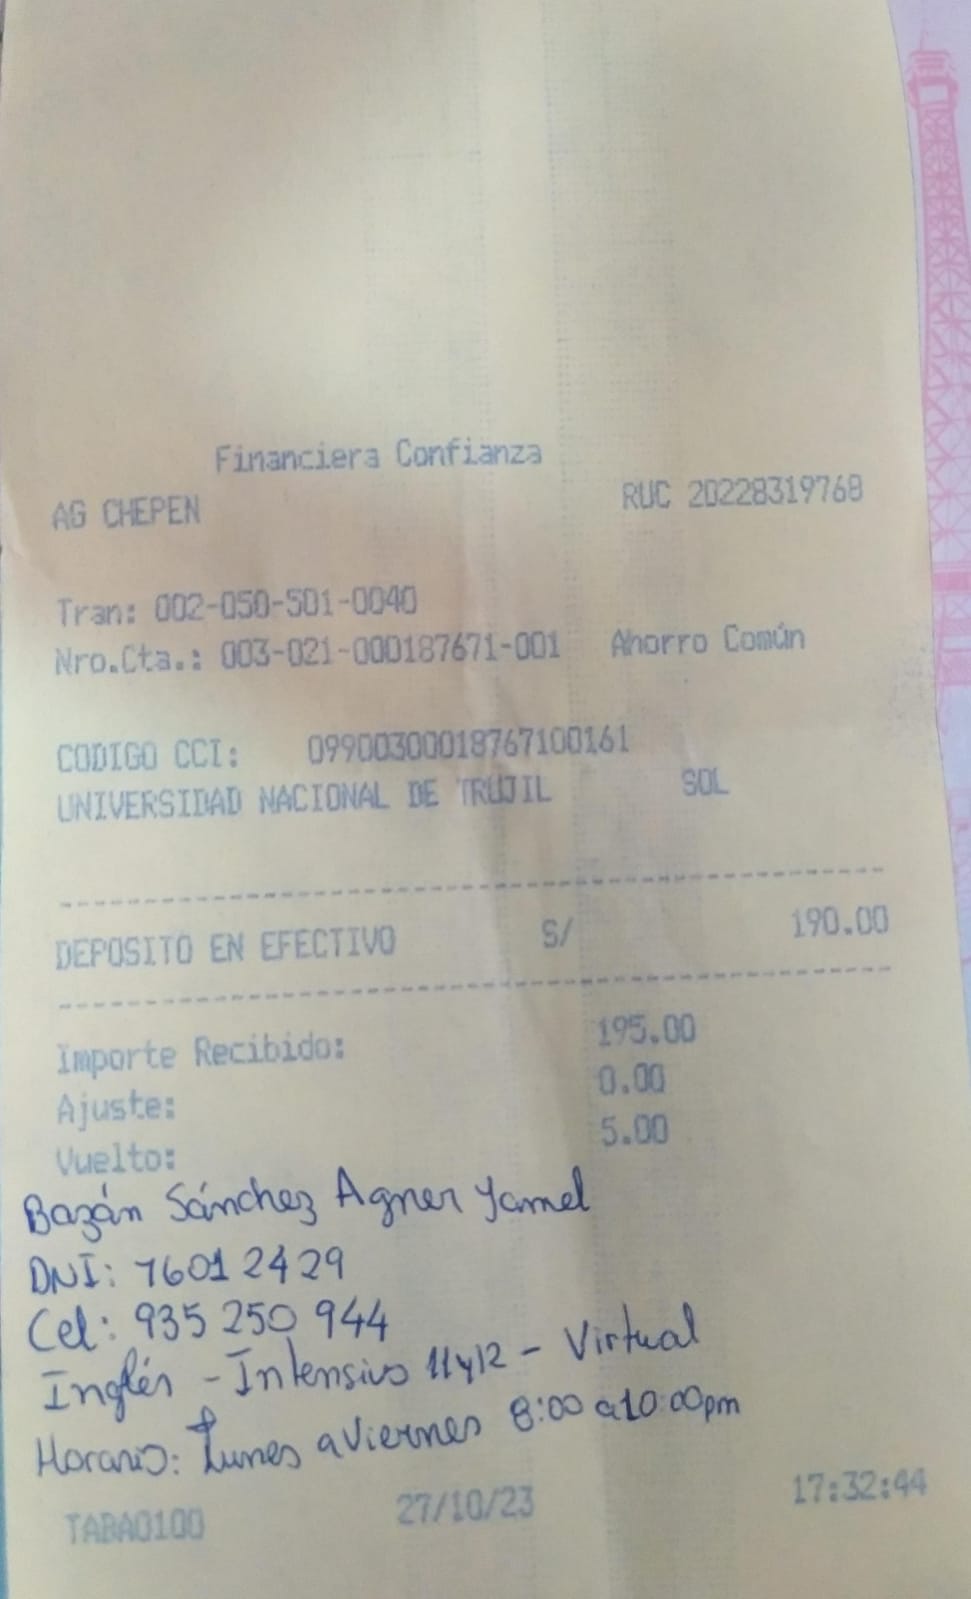 Financiera Confianza
AG CHEPEN RUC 20228319768
Tran: 002-050-501-0040
Nro.Cta.: 003-021-000187671-001 Ahorro Común
CODIGO CCI: 09900300018767100161
UNIVERSIDAD NACIONAL DE TRUJIL SOL
DEPOSITO EN EFECTIVO S/ 190.00
Importe Recibido: 195.00
Ajuste: 0.00
Vuelto: 5.00
Bazán Sánchez Agner Yamel
DNI: 76012429
Cel: 935 250 944
Inglés - Intensivo 11y12 - Virtual
Horario: Lunes a Viernes 8:00 a 10:00pm
TABA0100 27/10/23 17:32:44